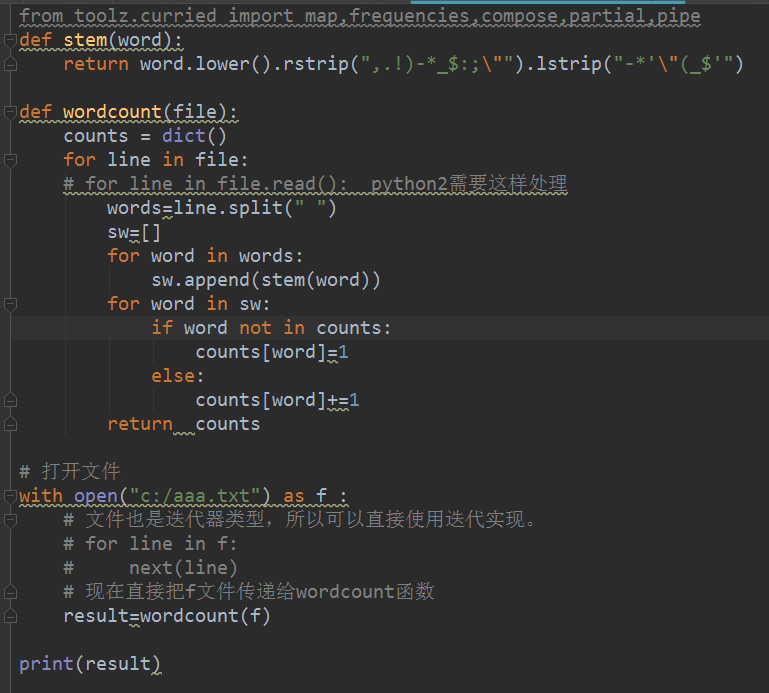 from toolz.curried import map,frequencies,compose,partial,pipe
def stem(word):
    return word.lower().rstrip(",.!)-*_$:;\"").lstrip("-*'\"(_$'")

def wordcount(file):
    counts = dict()
    for line in file:
    # for line in file.read():  python2需要这样处理
        words=line.split(" ")
        sw=[]
        for word in words:
            sw.append(stem(word))
        for word in sw:
            if word not in counts:
                counts[word]=1
            else:
                counts[word]+=1
        return  counts

# 打开文件
with open("c:/aaa.txt") as f :
    # 文件也是迭代器类型，所以可以直接使用迭代实现。
    # for line in f:
    #     next(line)
    # 现在直接把f文件传递给wordcount函数
    result=wordcount(f)

print(result)